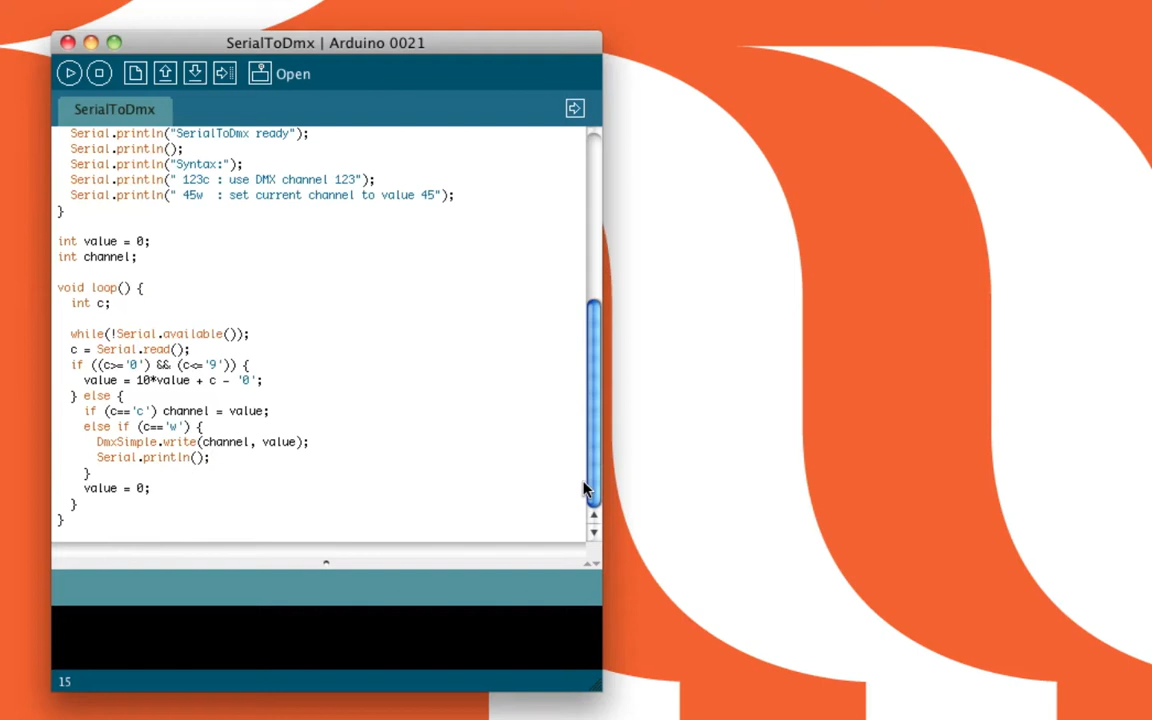 SerialToDmx | Arduino 0021
Open
SerialToDmx
Serial.println("SerialToDmx ready");
Serial.println();
Serial.println("Syntax:");
Serial.println(" 123c : use DMX channel 123");
Serial.println(" 45w  : set current channel to value 45");
}
int value = 0;
int channel;
void loop() {
int c;
while(!Serial.available());
c = Serial.read();
if ((c>='0') && (c<='9')) {
value = 10*value + c - '0';
} else {
if (c=='c') channel = value;
else if (c=='w') {
DmxSimple.write(channel, value);
Serial.println();
}
value = 0;
}
}
15